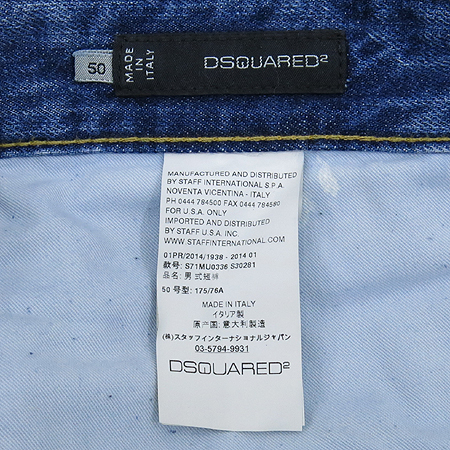 50
MADE
IN
ITALY
DSQUARED²
MANUFACTURED AND DISTRIBUTED
BY STAFF INTERNATIONAL S.P.A.
NOVENTA VICENTINA - ITALY
PH 0444 784500 FAX 0444 784580
FOR U.S.A. ONLY
IMPORTED AND DISTRIBUTED
BY STAFF U.S.A. INC.
WWW.STAFFINTERNATIONAL.COM
01PR/2014/1938 - 2014 01
款号: S71MU0336 S30281
品名: 男式短裤
50 号型: 175/76A
MADE IN ITALY
イタリア製
原产国: 意大利製造
(株)スタッフインターナショナルジャパン
03-5794-9931
DSQUARED²